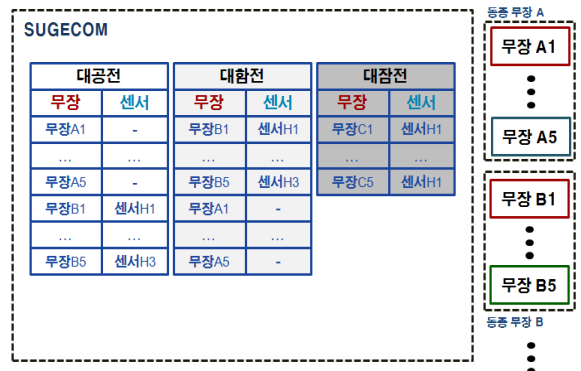 SUGECOM
대공전 대함전 대잠전
무장 센서 무장 센서 무장 센서
무장A1 - 무장B1 센서H1 무장C1 센서H1
… … … … … …
무장A5 - 무장B5 센서H3 무장C5 센서H1
무장B1 센서H1 무장A1 -
… … … …
무장B5 센서H3 무장A5 -
동종 무장 A
무장 A1
무장 A5
무장 B1
무장 B5
동종 무장 B